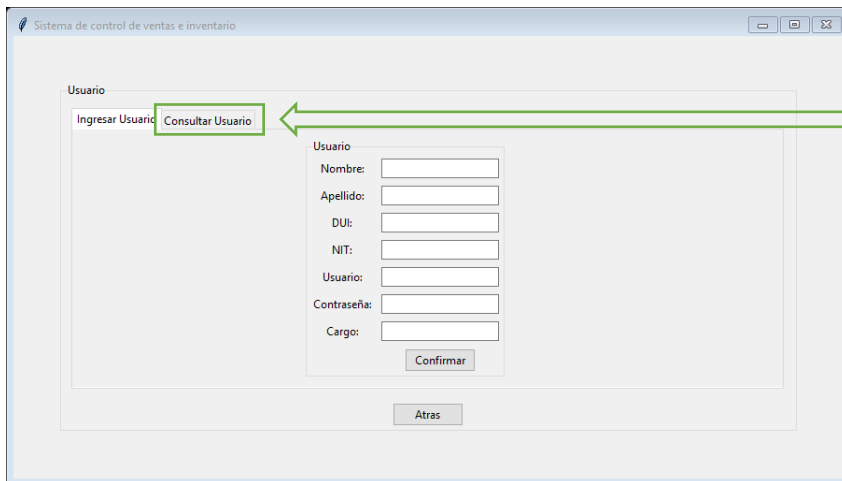 Sistema de control de ventas e inventario
Usuario
Ingresar Usuario Consultar Usuario
Usuario
Nombre:
Apellido:
DUI:
NIT:
Usuario:
Contraseña:
Cargo:
Confirmar
Atras